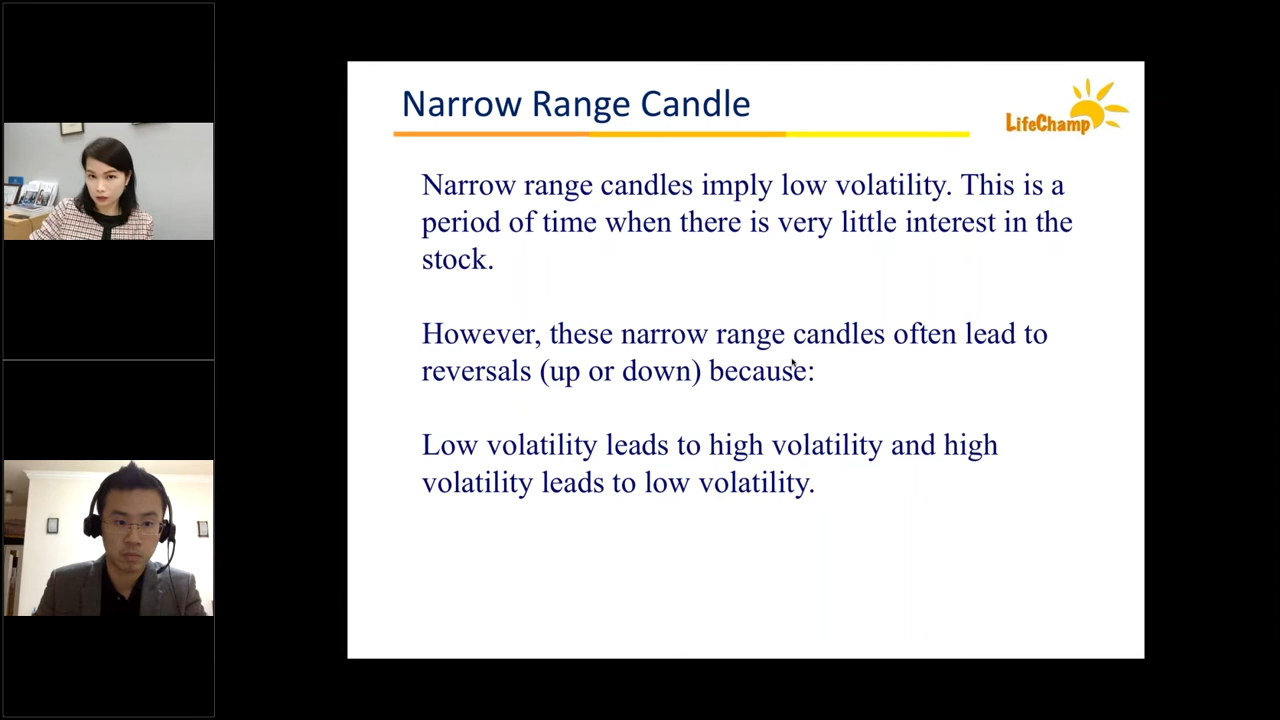 Narrow Range Candle
LifeChamp
Narrow range candles imply low volatility. This is a
period of time when there is very little interest in the
stock.
However, these narrow range candles often lead to
reversals (up or down) because:
Low volatility leads to high volatility and high
volatility leads to low volatility.